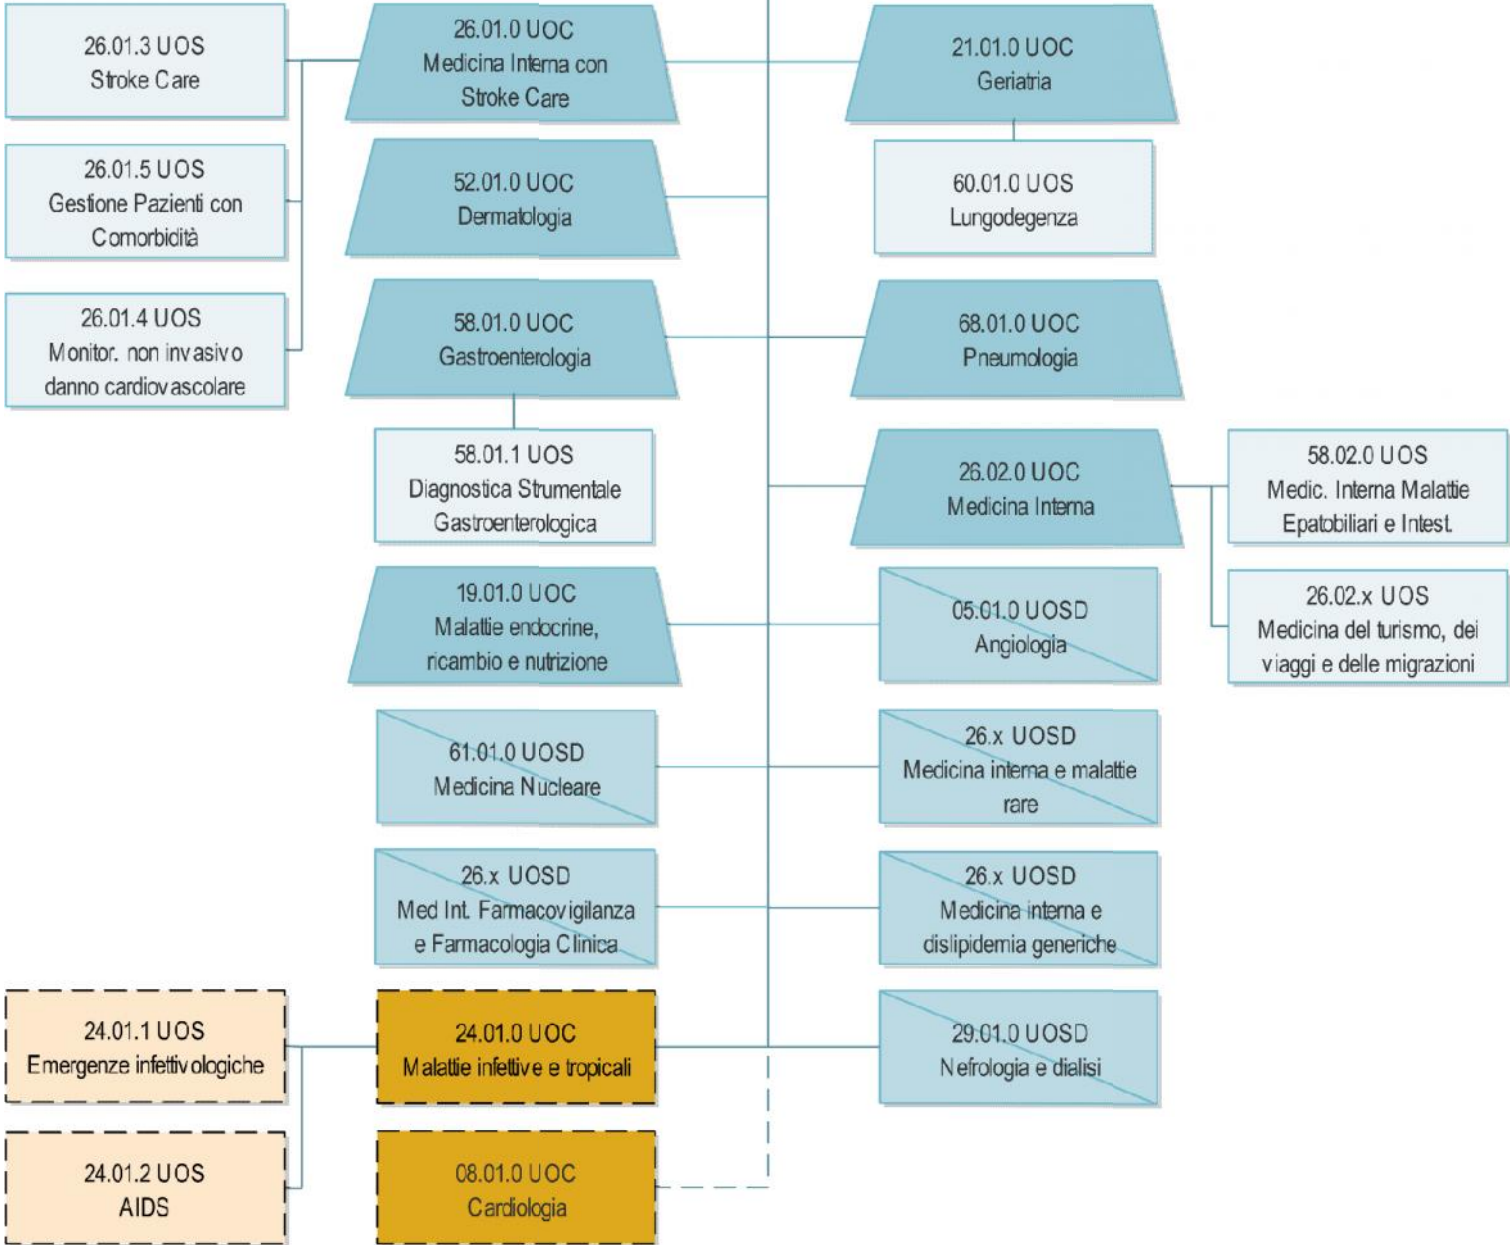 26.01.3 UOS
Stroke Care
26.01.0 UOC
Medicina Interna con
Stroke Care
21.01.0 UOC
Geriatria
26.01.5 UOS
Gestione Pazienti con
Comorbidità
52.01.0 UOC
Dermatologia
60.01.0 UOS
Lungodegenza
26.01.4 UOS
Monitor. non invasivo
danno cardiovascolare
58.01.0 UOC
Gastroenterologia
68.01.0 UOC
Pneumologia
58.01.1 UOS
Diagnostica Strumentale
Gastroenterologica
26.02.0 UOC
Medicina Interna
58.02.0 UOS
Medic. Interna Malattie
Epatobiliari e Intest.
19.01.0 UOC
Malattie endocrine,
ricambio e nutrizione
05.01.0 UOSD
Angiologia
26.02.x UOS
Medicina del turismo, dei
viaggi e delle migrazioni
61.01.0 UOSD
Medicina Nucleare
26.x UOSD
Medicina interna e malattie
rare
26.x UOSD
Med Int. Farmacovigilanza
e Farmacologia Clinica
26.x UOSD
Medicina interna e
dislipidemia generiche
24.01.1 UOS
Emergenze infettivologiche
24.01.0 UOC
Malattie infettive e tropicali
29.01.0 UOSD
Nefrologia e dialisi
24.01.2 UOS
AIDS
08.01.0 UOC
Cardiologia